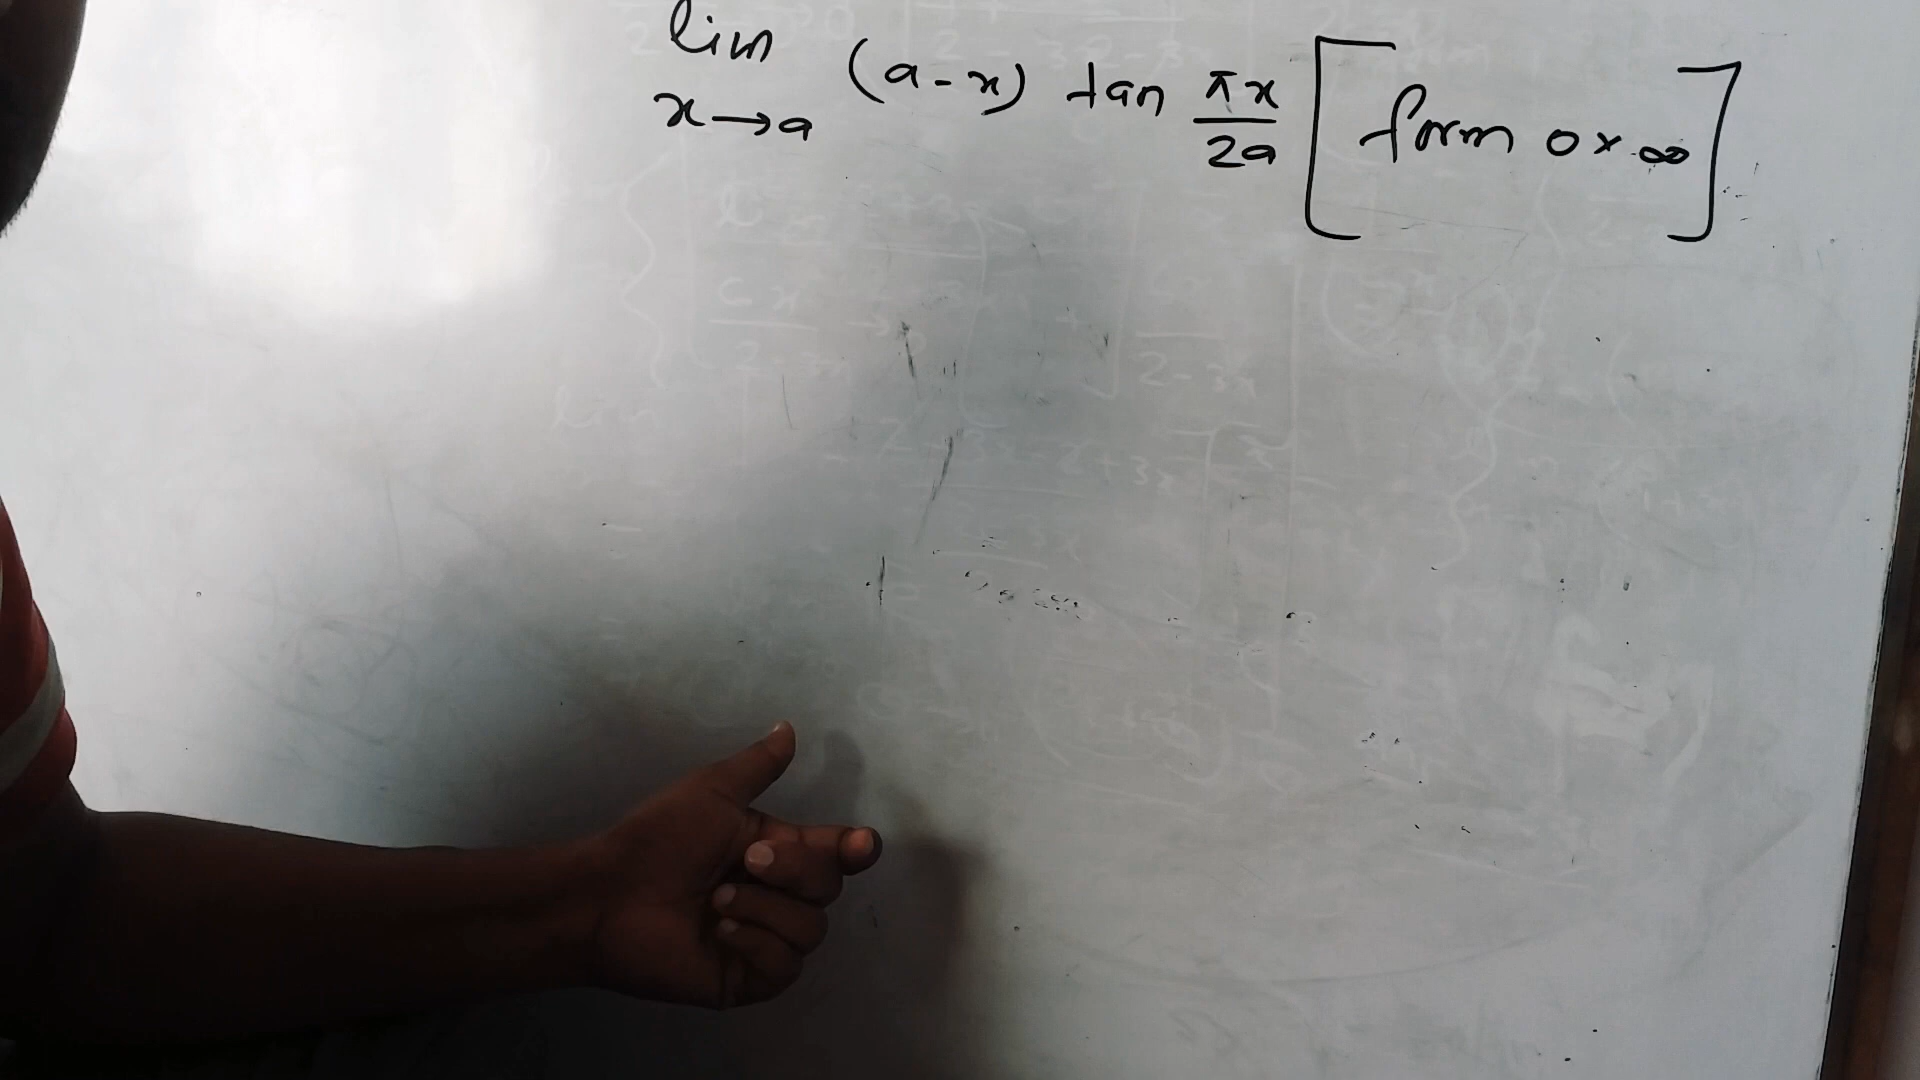 lim x→a (a-x) tan πx/2a [form 0×∞]